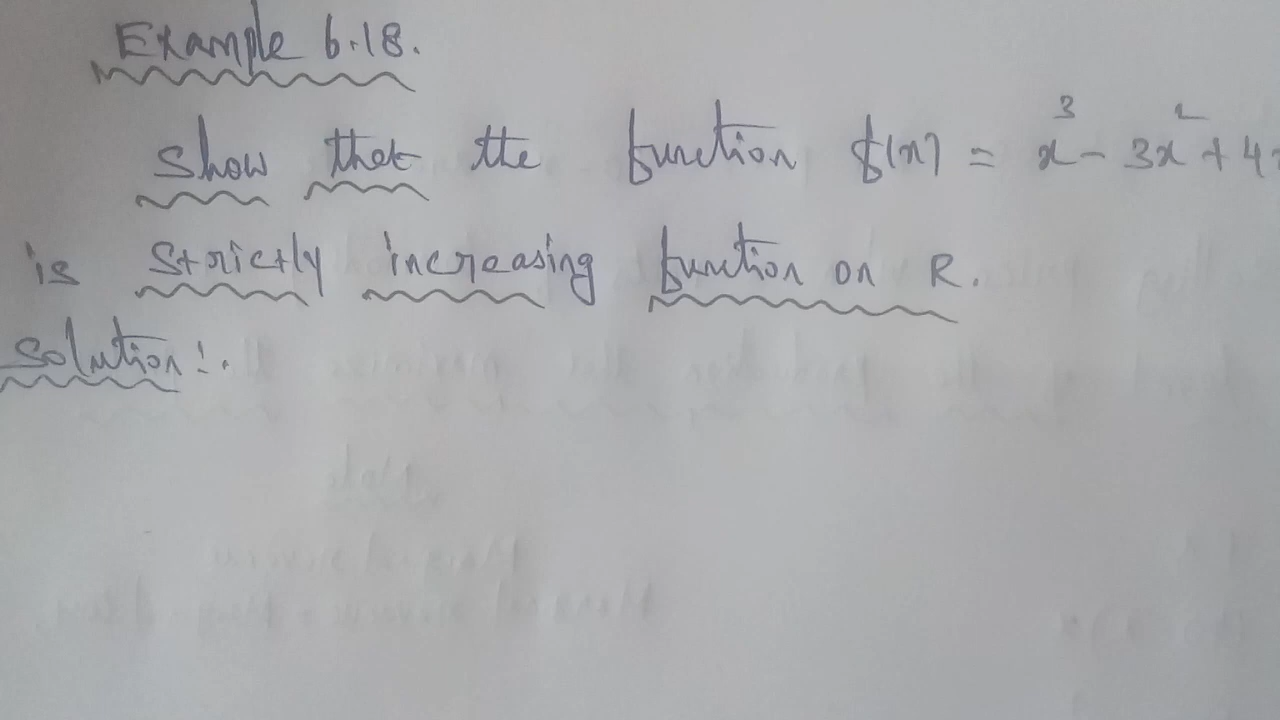 Example 6.18.
Show that the function f(x) = x³ - 3x² + 4
is strictly increasing function on R.
Solution:.